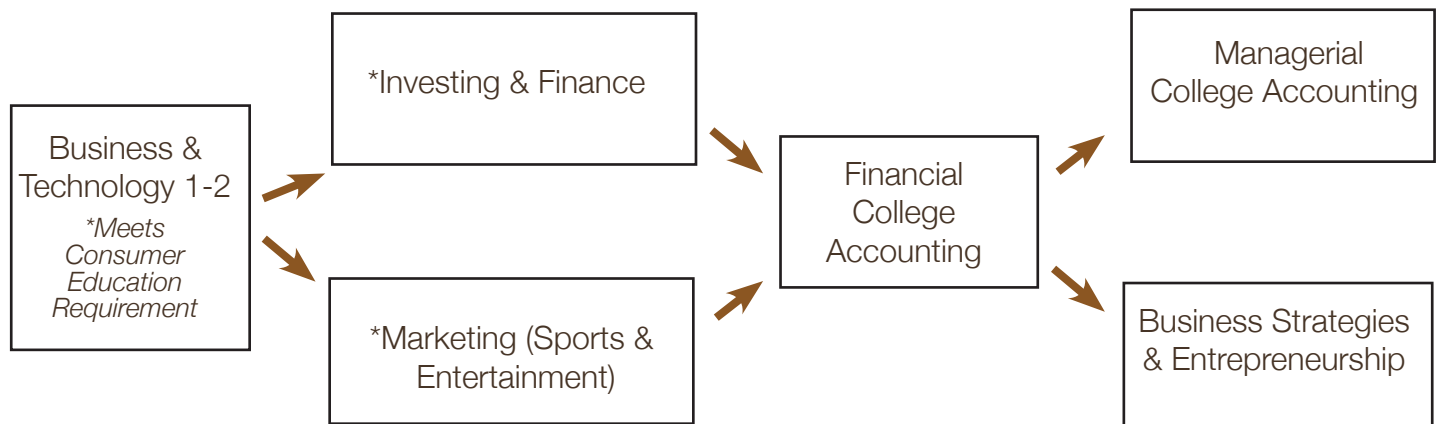 Business &
Technology 1-2
*Meets
Consumer
Education
Requirement
*Investing & Finance
*Marketing (Sports &
Entertainment)
Financial
College
Accounting
Managerial
College Accounting
Business Strategies
& Entrepreneurship